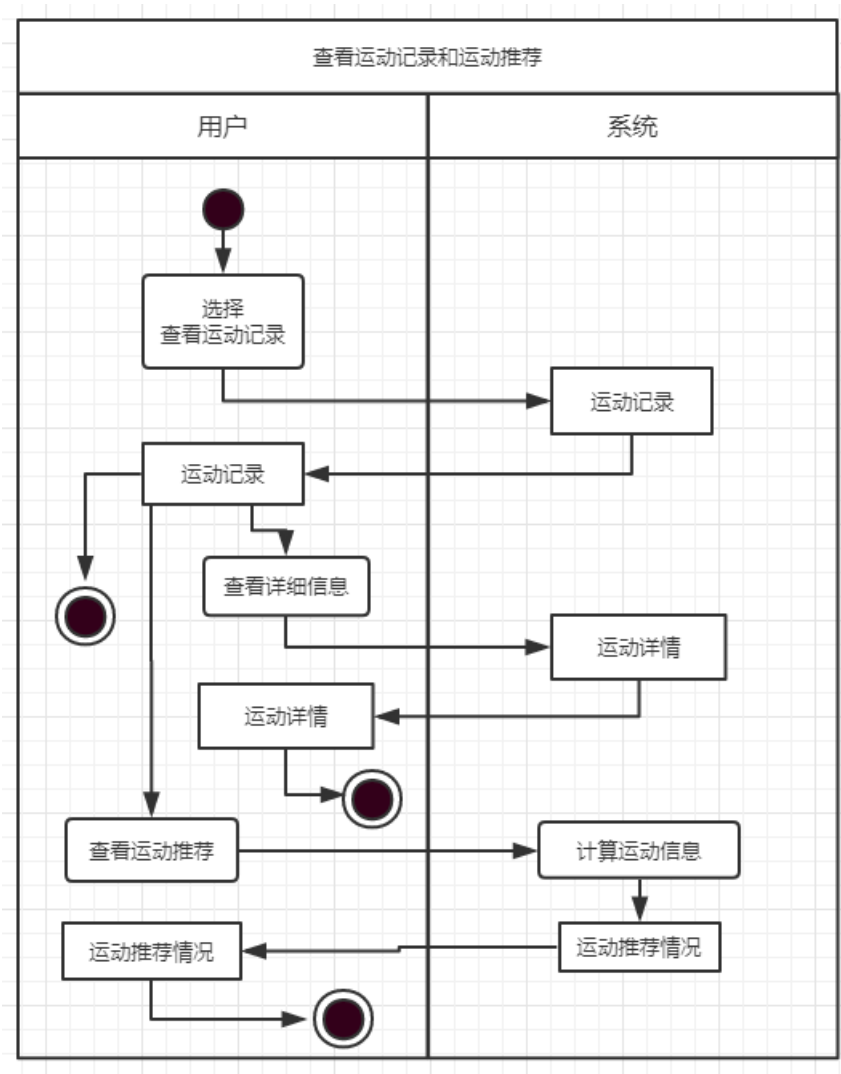 查看运动记录和运动推荐
用户
系统
选择
查看运动记录
运动记录
运动记录
查看详细信息
运动详情
运动详情
查看运动推荐
计算运动信息
运动推荐情况
运动推荐情况